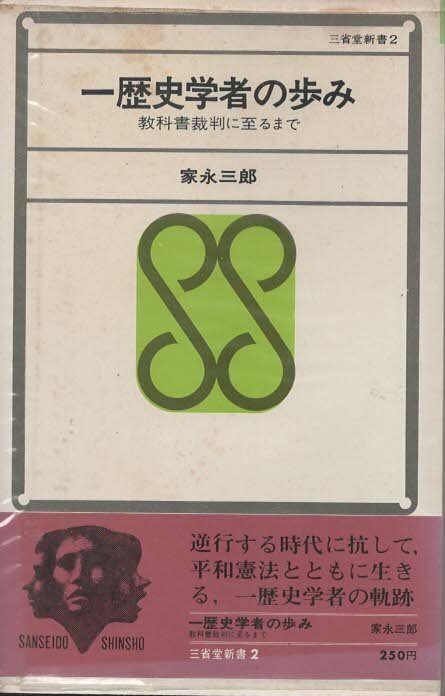 三省堂新書2
一歴史学者の歩み
教科書裁判に至るまで
家永三郎
逆行する時代に抗して,
平和憲法とともに生き
る, 一歴史学者の軌跡
一歴史学者の歩み
教科書裁判に至るまで
家永三郎
三省堂新書2
250円
SANSEIDO SHINSHO